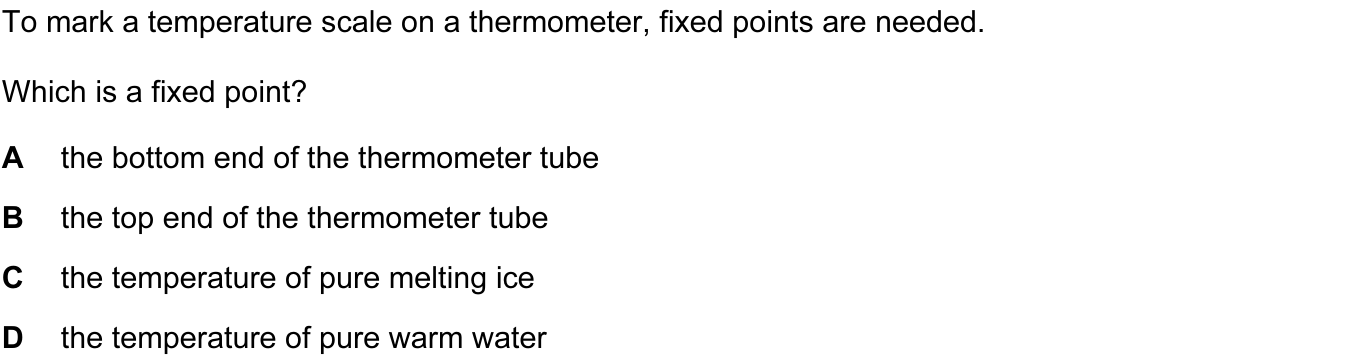 To mark a temperature scale on a thermometer, fixed points are needed.
Which is a fixed point?
A the bottom end of the thermometer tube
B the top end of the thermometer tube
C the temperature of pure melting ice
D the temperature of pure warm water